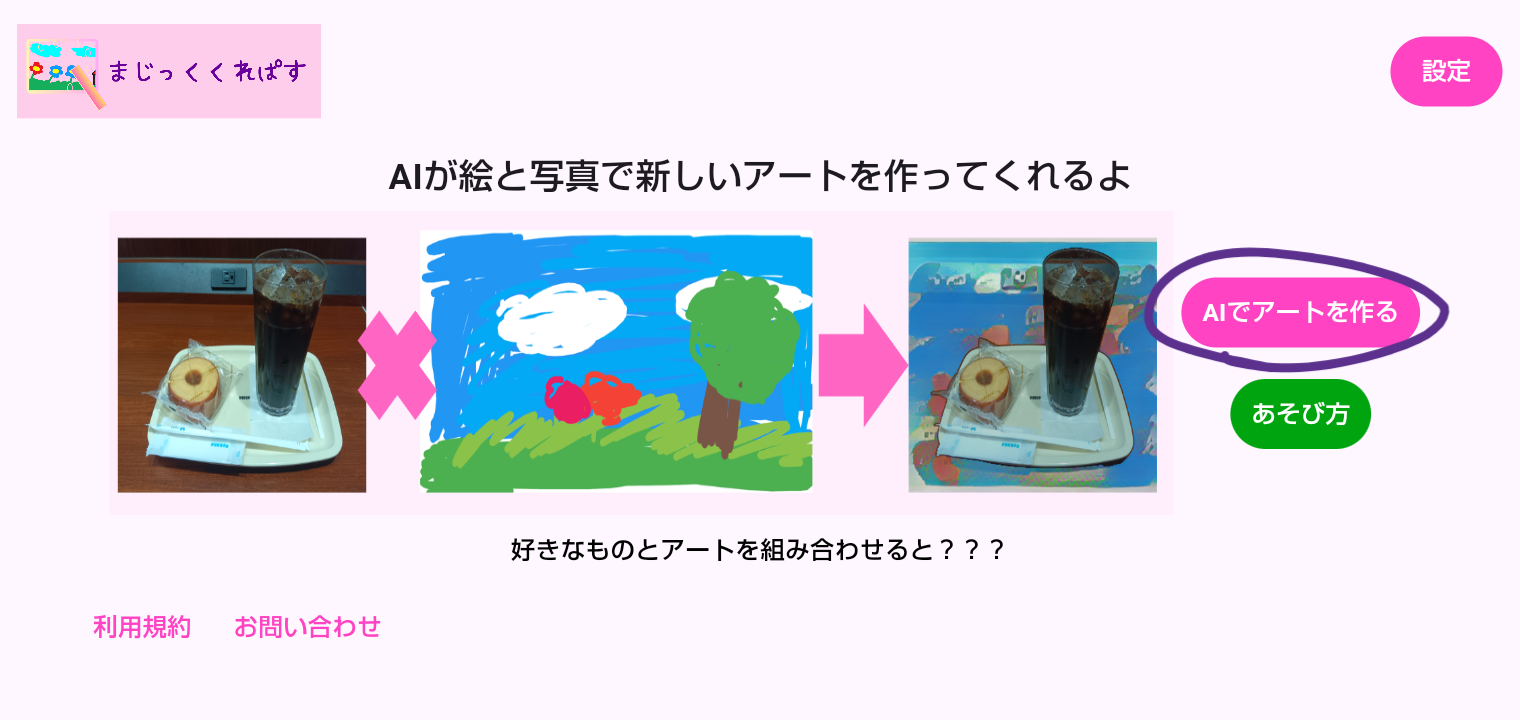 まじっくくれぱす
設定
AIが絵と写真で新しいアートを作ってくれるよ
AIでアートを作る
あそび方
好きなものとアートを組み合わせると？？？
利用規約 お問い合わせ